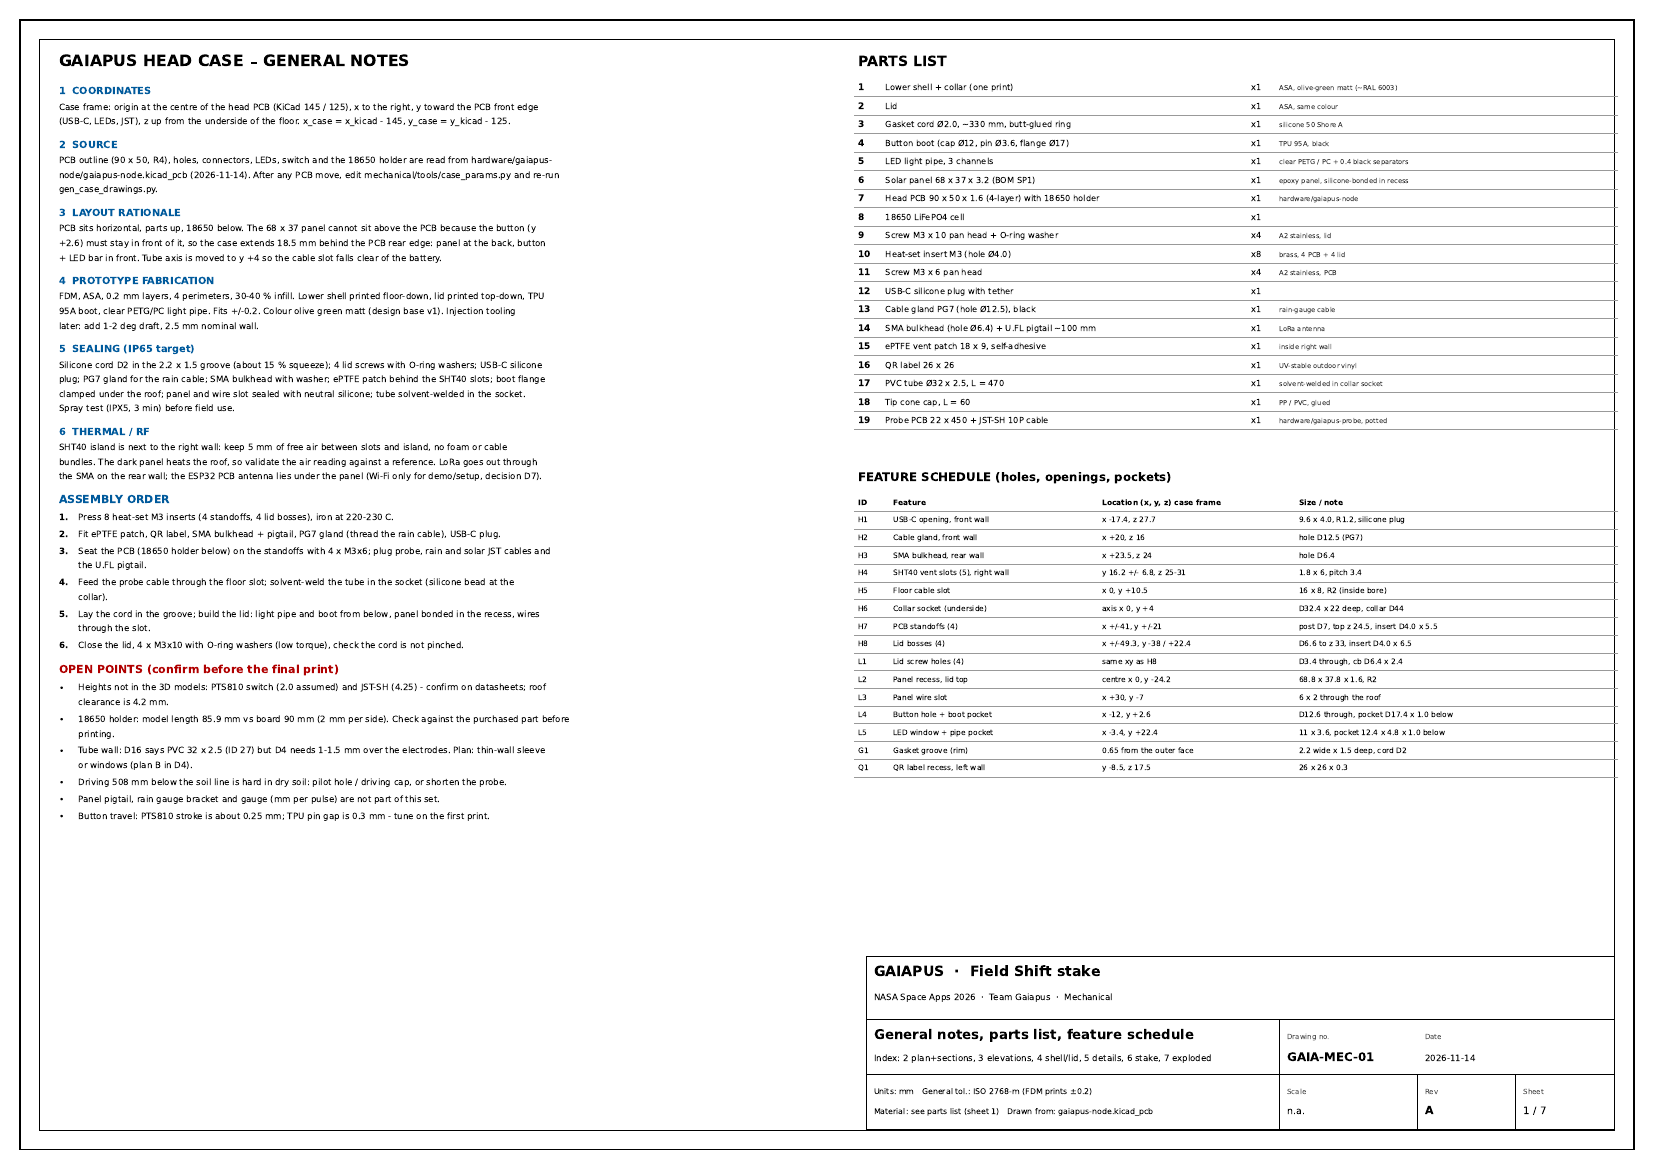 GAIAPUS HEAD CASE – GENERAL NOTES
1 COORDINATES
Case frame: origin at the centre of the head PCB (KiCad 145 / 125), x to the right, y toward the PCB front edge
(USB-C, LEDs, JST), z up from the underside of the floor. x_case = x_kicad - 145, y_case = y_kicad - 125.
2 SOURCE
PCB outline (90 x 50, R4), holes, connectors, LEDs, switch and the 18650 holder are read from hardware/gaiapus-
node/gaiapus-node.kicad_pcb (2026-11-14). After any PCB move, edit mechanical/tools/case_params.py and re-run
gen_case_drawings.py.
3 LAYOUT RATIONALE
PCB sits horizontal, parts up, 18650 below. The 68 x 37 panel cannot sit above the PCB because the button (y
+2.6) must stay in front of it, so the case extends 18.5 mm behind the PCB rear edge: panel at the back, button
+ LED bar in front. Tube axis is moved to y +4 so the cable slot falls clear of the battery.
4 PROTOTYPE FABRICATION
FDM, ASA, 0.2 mm layers, 4 perimeters, 30-40 % infill. Lower shell printed floor-down, lid printed top-down, TPU
95A boot, clear PETG/PC light pipe. Fits +/-0.2. Colour olive green matt (design base v1). Injection tooling
later: add 1-2 deg draft, 2.5 mm nominal wall.
5 SEALING (IP65 target)
Silicone cord D2 in the 2.2 x 1.5 groove (about 15 % squeeze); 4 lid screws with O-ring washers; USB-C silicone
plug; PG7 gland for the rain cable; SMA bulkhead with washer; ePTFE patch behind the SHT40 slots; boot flange
clamped under the roof; panel and wire slot sealed with neutral silicone; tube solvent-welded in the socket.
Spray test (IPX5, 3 min) before field use.
6 THERMAL / RF
SHT40 island is next to the right wall: keep 5 mm of free air between slots and island, no foam or cable
bundles. The dark panel heats the roof, so validate the air reading against a reference. LoRa goes out through
the SMA on the rear wall; the ESP32 PCB antenna lies under the panel (Wi-Fi only for demo/setup, decision D7).
ASSEMBLY ORDER
1. Press 8 heat-set M3 inserts (4 standoffs, 4 lid bosses), iron at 220-230 C.
2. Fit ePTFE patch, QR label, SMA bulkhead + pigtail, PG7 gland (thread the rain cable), USB-C plug.
3. Seat the PCB (18650 holder below) on the standoffs with 4 x M3x6; plug probe, rain and solar JST cables and
the U.FL pigtail.
4. Feed the probe cable through the floor slot; solvent-weld the tube in the socket (silicone bead at the
collar).
5. Lay the cord in the groove; build the lid: light pipe and boot from below, panel bonded in the recess, wires
through the slot.
6. Close the lid, 4 x M3x10 with O-ring washers (low torque), check the cord is not pinched.
OPEN POINTS (confirm before the final print)
• Heights not in the 3D models: PTS810 switch (2.0 assumed) and JST-SH (4.25) - confirm on datasheets; roof
clearance is 4.2 mm.
• 18650 holder: model length 85.9 mm vs board 90 mm (2 mm per side). Check against the purchased part before
printing.
• Tube wall: D16 says PVC 32 x 2.5 (ID 27) but D4 needs 1-1.5 mm over the electrodes. Plan: thin-wall sleeve
or windows (plan B in D4).
• Driving 508 mm below the soil line is hard in dry soil: pilot hole / driving cap, or shorten the probe.
• Panel pigtail, rain gauge bracket and gauge (mm per pulse) are not part of this set.
• Button travel: PTS810 stroke is about 0.25 mm; TPU pin gap is 0.3 mm - tune on the first print.
PARTS LIST
1 Lower shell + collar (one print) x1 ASA, olive-green matt (~RAL 6003)
2 Lid x1 ASA, same colour
3 Gasket cord Ø2.0, ~330 mm, butt-glued ring x1 silicone 50 Shore A
4 Button boot (cap Ø12, pin Ø3.6, flange Ø17) x1 TPU 95A, black
5 LED light pipe, 3 channels x1 clear PETG / PC + 0.4 black separators
6 Solar panel 68 x 37 x 3.2 (BOM SP1) x1 epoxy panel, silicone-bonded in recess
7 Head PCB 90 x 50 x 1.6 (4-layer) with 18650 holder x1 hardware/gaiapus-node
8 18650 LiFePO4 cell x1
9 Screw M3 x 10 pan head + O-ring washer x4 A2 stainless, lid
10 Heat-set insert M3 (hole Ø4.0) x8 brass, 4 PCB + 4 lid
11 Screw M3 x 6 pan head x4 A2 stainless, PCB
12 USB-C silicone plug with tether x1
13 Cable gland PG7 (hole Ø12.5), black x1 rain-gauge cable
14 SMA bulkhead (hole Ø6.4) + U.FL pigtail ~100 mm x1 LoRa antenna
15 ePTFE vent patch 18 x 9, self-adhesive x1 inside right wall
16 QR label 26 x 26 x1 UV-stable outdoor vinyl
17 PVC tube Ø32 x 2.5, L = 470 x1 solvent-welded in collar socket
18 Tip cone cap, L = 60 x1 PP / PVC, glued
19 Probe PCB 22 x 450 + JST-SH 10P cable x1 hardware/gaiapus-probe, potted
FEATURE SCHEDULE (holes, openings, pockets)
ID Feature Location (x, y, z) case frame Size / note
H1 USB-C opening, front wall x -17.4, z 27.7 9.6 x 4.0, R1.2, silicone plug
H2 Cable gland, front wall x +20, z 16 hole D12.5 (PG7)
H3 SMA bulkhead, rear wall x +23.5, z 24 hole D6.4
H4 SHT40 vent slots (5), right wall y 16.2 +/- 6.8, z 25-31 1.8 x 6, pitch 3.4
H5 Floor cable slot x 0, y +10.5 16 x 8, R2 (inside bore)
H6 Collar socket (underside) axis x 0, y +4 D32.4 x 22 deep, collar D44
H7 PCB standoffs (4) x +/-41, y +/-21 post D7, top z 24.5, insert D4.0 x 5.5
H8 Lid bosses (4) x +/-49.3, y -38 / +22.4 D6.6 to z 33, insert D4.0 x 6.5
L1 Lid screw holes (4) same xy as H8 D3.4 through, cb D6.4 x 2.4
L2 Panel recess, lid top centre x 0, y -24.2 68.8 x 37.8 x 1.6, R2
L3 Panel wire slot x +30, y -7 6 x 2 through the roof
L4 Button hole + boot pocket x -12, y +2.6 D12.6 through, pocket D17.4 x 1.0 below
L5 LED window + pipe pocket x -3.4, y +22.4 11 x 3.6, pocket 12.4 x 4.8 x 1.0 below
G1 Gasket groove (rim) 0.65 from the outer face 2.2 wide x 1.5 deep, cord D2
Q1 QR label recess, left wall y -8.5, z 17.5 26 x 26 x 0.3
GAIAPUS · Field Shift stake
NASA Space Apps 2026 · Team Gaiapus · Mechanical
General notes, parts list, feature schedule
Index: 2 plan+sections, 3 elevations, 4 shell/lid, 5 details, 6 stake, 7 exploded
Drawing no. Date
GAIA-MEC-01 2026-11-14
Units: mm General tol.: ISO 2768-m (FDM prints ±0.2)
Material: see parts list (sheet 1) Drawn from: gaiapus-node.kicad_pcb
Scale Rev Sheet
n.a. A 1 / 7